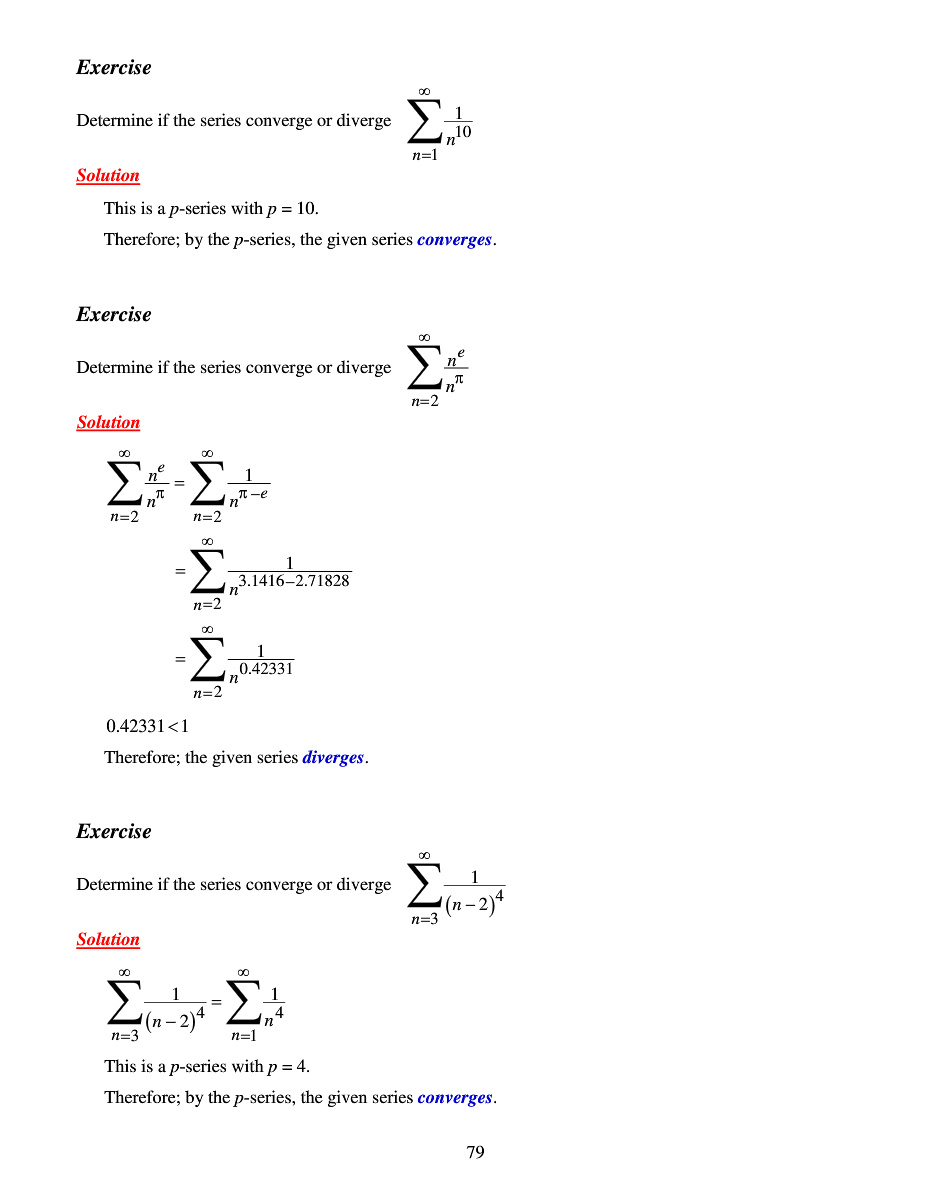 Exercise
Determine if the series converge or diverge $\sum_{n=1}^{\infty} \frac{1}{n^{10}}$
Solution
This is a p-series with p = 10.
Therefore; by the p-series, the given series converges.
Exercise
Determine if the series converge or diverge $\sum_{n=2}^{\infty} \frac{n^e}{n^\pi}$
Solution
$\sum_{n=2}^{\infty} \frac{n^e}{n^\pi} = \sum_{n=2}^{\infty} \frac{1}{n^{\pi-e}}$
$= \sum_{n=2}^{\infty} \frac{1}{n^{3.1416-2.71828}}$
$= \sum_{n=2}^{\infty} \frac{1}{n^{0.42331}}$
0.42331 < 1
Therefore; the given series diverges.
Exercise
Determine if the series converge or diverge $\sum_{n=3}^{\infty} \frac{1}{(n-2)^4}$
Solution
$\sum_{n=3}^{\infty} \frac{1}{(n-2)^4} = \sum_{n=1}^{\infty} \frac{1}{n^4}$
This is a p-series with p = 4.
Therefore; by the p-series, the given series converges.
79